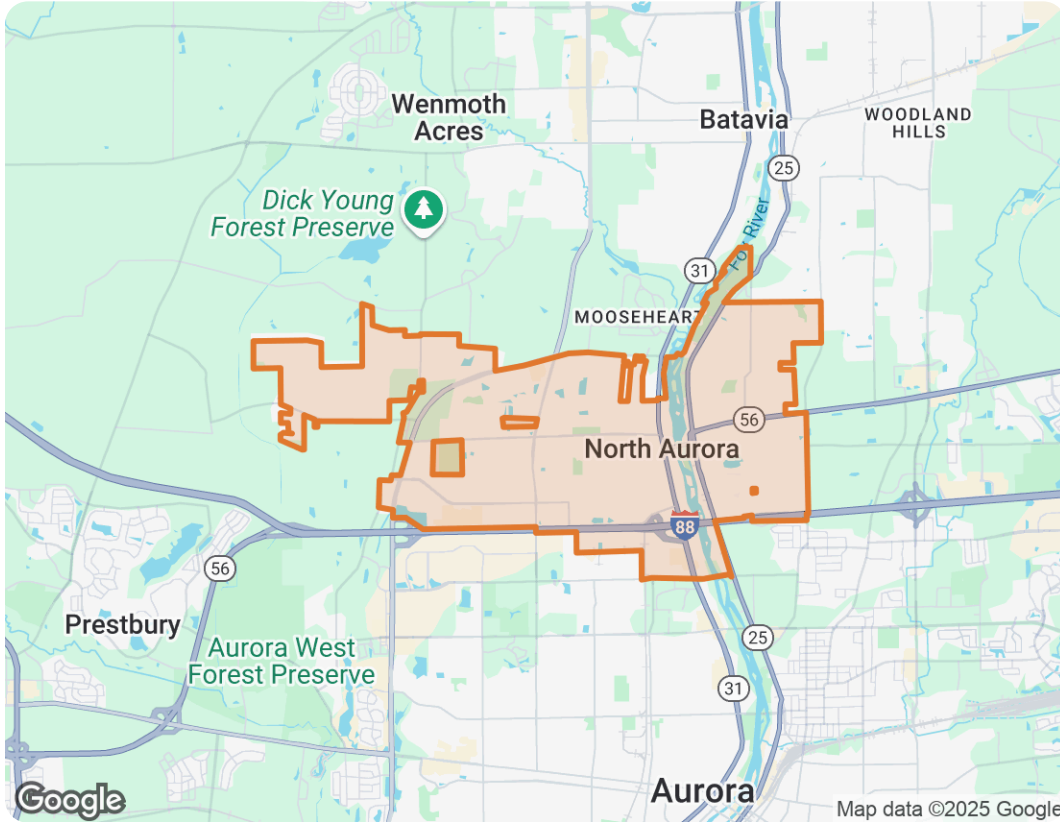 Wenmoth
Acres
Batavia
WOODLAND
HILLS
25
Dick Young
Forest Preserve
Fox River
31
MOOSEHEART
56
North Aurora
88
56
Prestbury
Aurora West
Forest Preserve
25
31
Aurora
Google
Map data ©2025 Google